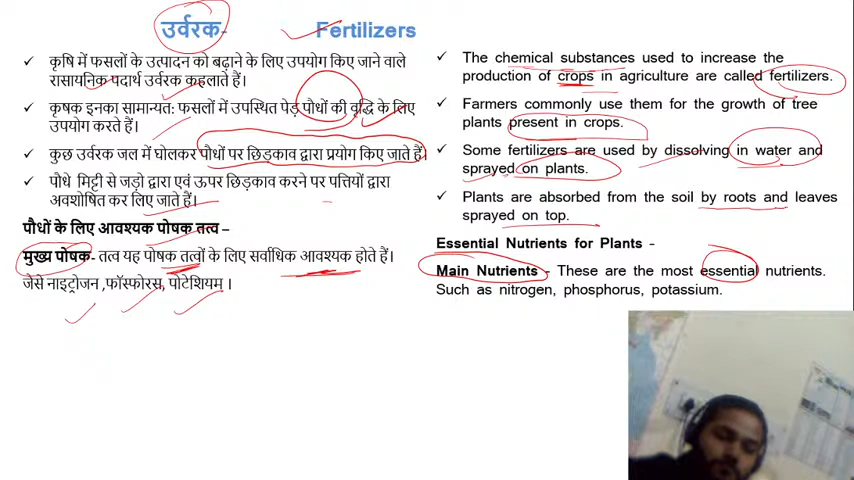 उर्वरक- Fertilizers
✓ कृषि में फसलों के उत्पादन को बढ़ाने के लिए उपयोग किए जाने वाले
रासायनिक पदार्थ उर्वरक कहलाते हैं।
✓ कृषक इनका सामान्यत: फसलों में उपस्थित पेड़ पौधों की वृद्धि के लिए
उपयोग करते हैं।
✓ कुछ उर्वरक जल में घोलकर पौधों पर छिड़काव द्वारा प्रयोग किए जाते हैं।
✓ पौधे मिट्टी से जड़ो द्वारा एवं ऊपर छिड़काव करने पर पत्तियों द्वारा
अवशोषित कर लिए जाते हैं।
पौधों के लिए आवश्यक पोषक तत्व –
मुख्य पोषक- तत्व यह पोषक तत्वों के लिए सर्वाधिक आवश्यक होते हैं।
जैसे नाइट्रोजन ,फॉस्फोरस, पोटेशियम ।
✓ The chemical substances used to increase the
production of crops in agriculture are called fertilizers.
✓ Farmers commonly use them for the growth of tree
plants present in crops.
✓ Some fertilizers are used by dissolving in water and
sprayed on plants.
✓ Plants are absorbed from the soil by roots and leaves
sprayed on top.
Essential Nutrients for Plants -
Main Nutrients - These are the most essential nutrients.
Such as nitrogen, phosphorus, potassium.